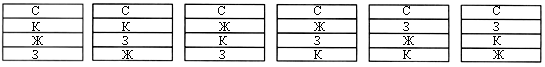 С С С С С С
К К Ж Ж З З
Ж З К З Ж К
З Ж З К К Ж